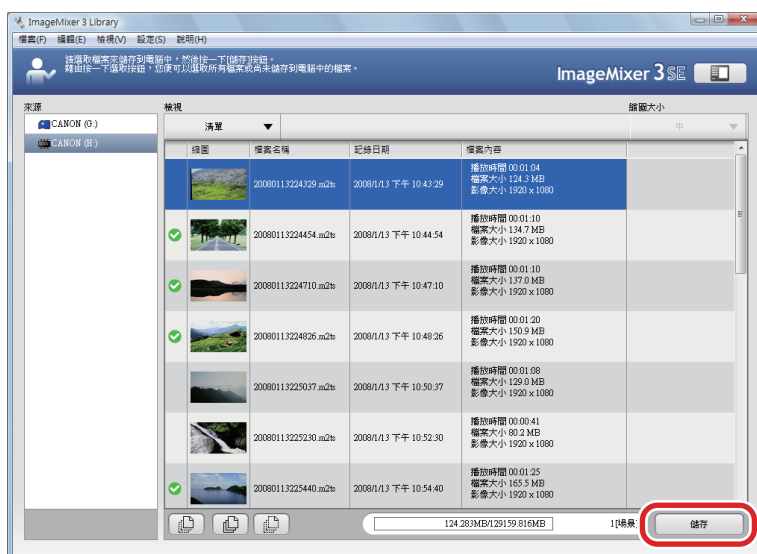 ImageMixer 3 Library
檔案(F) 編輯(E) 檢視(V) 設定(S) 說明(H)
請選取檔案來儲存到電腦中，然後按一下[儲存]按鈕。
藉由按一下選取按鈕，您便可以選取所有檔案或尚未儲存到電腦中的檔案。
ImageMixer 3 SE
來源
檢視
縮圖大小
CANON (G:)
CANON (H:)
清單
中
縮圖 檔案名稱 記錄日期 檔案內容
20080113224329.m2ts 2008/1/13 下午 10:43:29
播放時間 00:01:04
檔案大小 124.3 MB
影像大小 1920 x 1080
20080113224454.m2ts 2008/1/13 下午 10:44:54
播放時間 00:01:10
檔案大小 134.7 MB
影像大小 1920 x 1080
20080113224710.m2ts 2008/1/13 下午 10:47:10
播放時間 00:01:10
檔案大小 137.0 MB
影像大小 1920 x 1080
20080113224826.m2ts 2008/1/13 下午 10:48:26
播放時間 00:01:20
檔案大小 150.9 MB
影像大小 1920 x 1080
20080113225037.m2ts 2008/1/13 下午 10:50:37
播放時間 00:01:08
檔案大小 129.0 MB
影像大小 1920 x 1080
20080113225230.m2ts 2008/1/13 下午 10:52:30
播放時間 00:00:41
檔案大小 80.2 MB
影像大小 1920 x 1080
20080113225440.m2ts 2008/1/13 下午 10:54:40
播放時間 00:01:25
檔案大小 165.5 MB
影像大小 1920 x 1080
124.283MB/129159.816MB 1[場景]
儲存